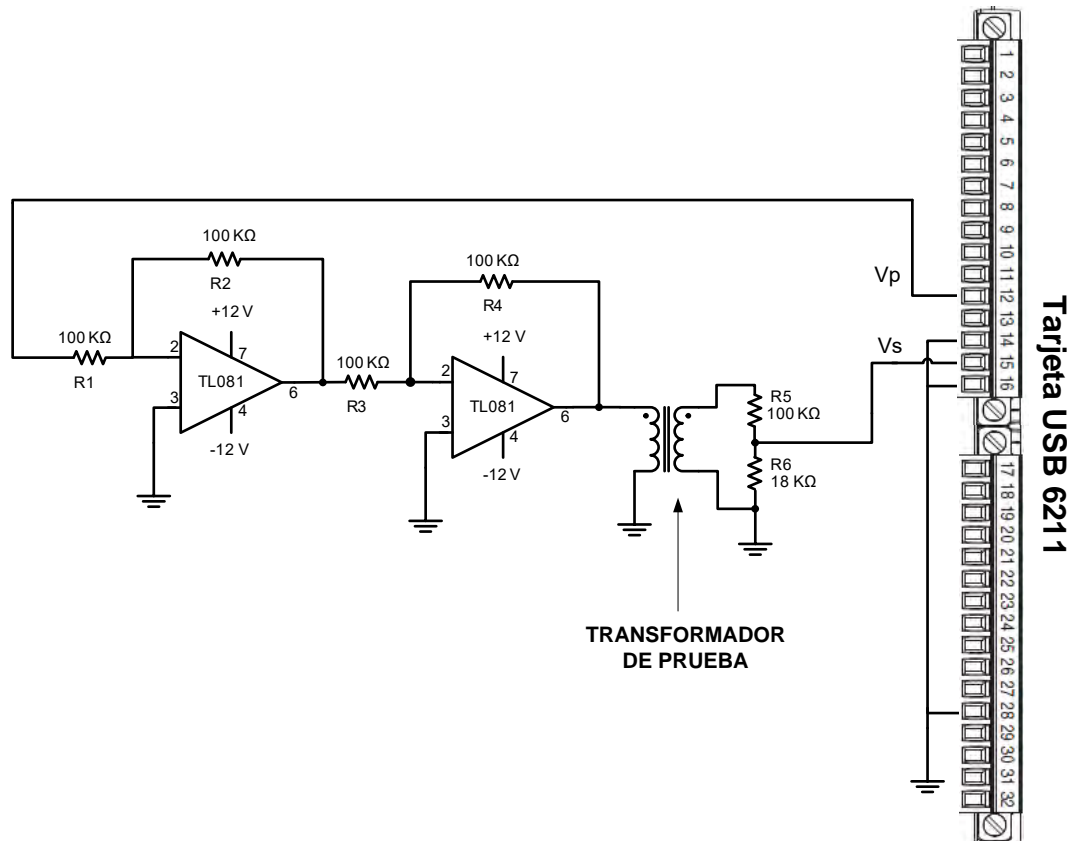 1
2
3
4
5
6
7
8
9
10
11
12
13
14
15
16
17
18
19
20
21
22
23
24
25
26
27
28
29
30
31
32
Tarjeta USB 6211
Vp
Vs
100 KΩ
R2
+12 V
100 KΩ
R1
2
7
TL081
6
3
4
-12 V
100 KΩ
R4
+12 V
100 KΩ
R3
2
7
TL081
6
3
4
-12 V
R5
100 KΩ
R6
18 KΩ
TRANSFORMADOR
DE PRUEBA